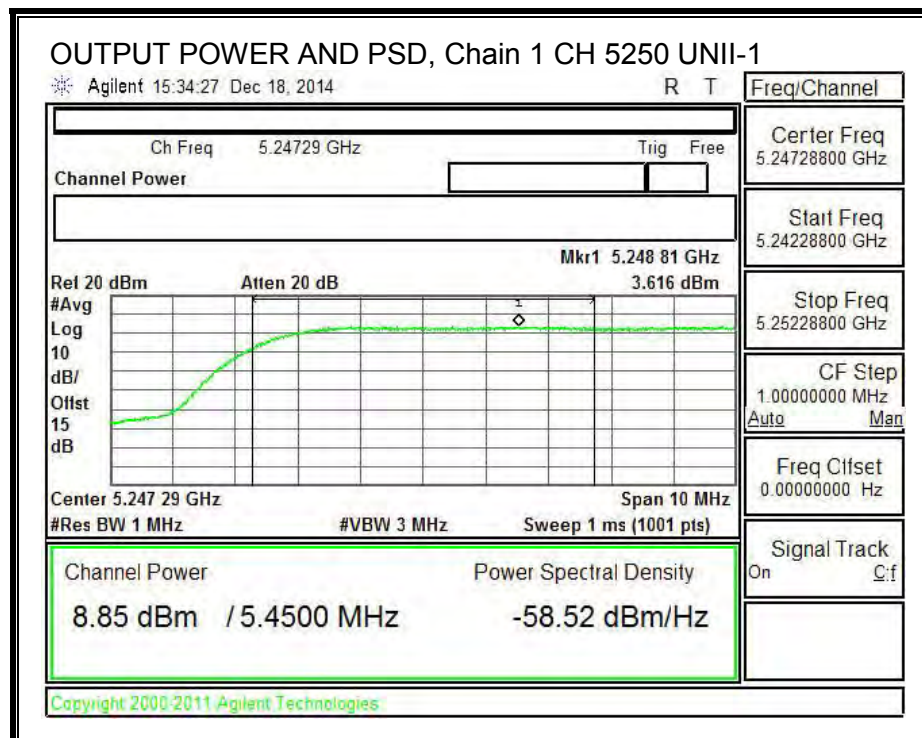 OUTPUT POWER AND PSD, Chain 1 CH 5250 UNII-1
Agilent 15:34:27 Dec 18, 2014 R T
Freq/Channel
Ch Freq 5.24729 GHz Trig Free
Channel Power
Center Freq
5.24728800 GHz
Start Freq
5.24228800 GHz
Mkr1 5.248 81 GHz
Ref 20 dBm Atten 20 dB 3.616 dBm
#Avg
Log
10
dB/
Offst
15
dB
1
Stop Freq
5.25228800 GHz
CF Step
1.00000000 MHz
Auto Man
Center 5.247 29 GHz Span 10 MHz
#Res BW 1 MHz #VBW 3 MHz Sweep 1 ms (1001 pts)
Freq Offset
0.00000000 Hz
Channel Power Power Spectral Density
8.85 dBm / 5.4500 MHz -58.52 dBm/Hz
Signal Track
On Off
Copyright 2000-2011 Agilent Technologies